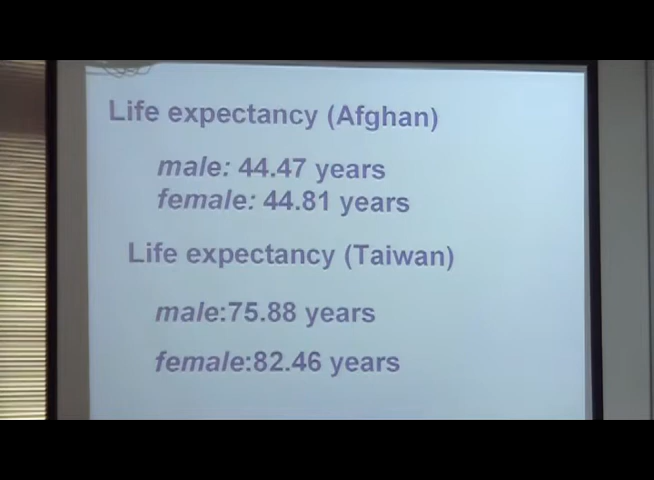 Life expectancy (Afghan)
male: 44.47 years
female: 44.81 years
Life expectancy (Taiwan)
male:75.88 years
female:82.46 years